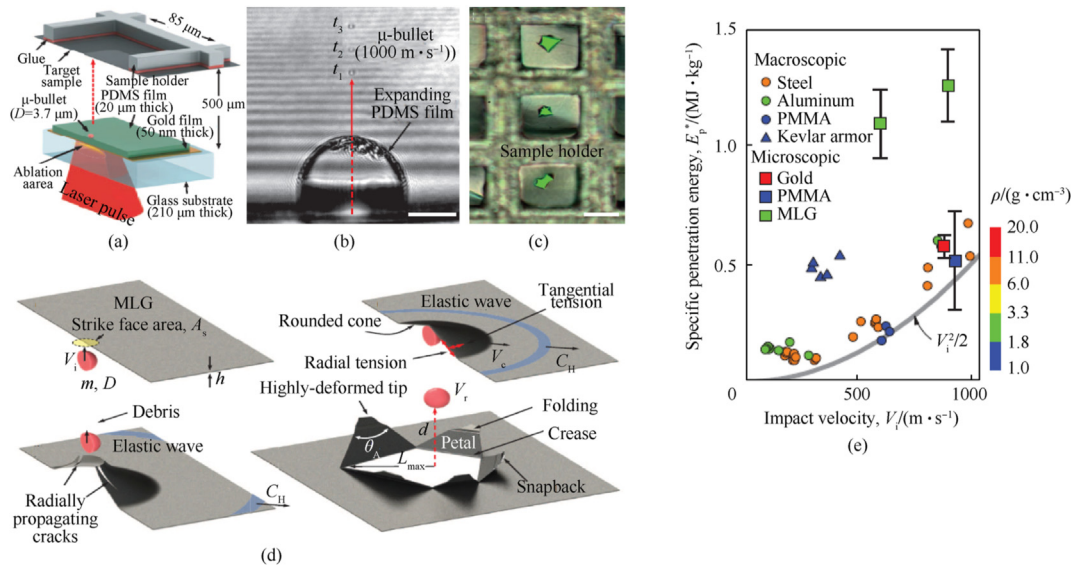 85 μm
Glue
Target
sample
Sample holder
PDMS film
(20 μm thick)
500 μm
μ-bullet
(D=3.7 μm)
Gold film
(50 nm thick)
Ablation
aarea
Laser pulse
Glass substrate
(210 μm thick)
(a)
t3
t2
t1
μ-bullet
(1000 m · s−1))
Expanding
PDMS film
(b)
Sample holder
(c)
MLG
Strike face area, As
Vi
m, D
h
Elastic wave
Tangential
tension
Rounded cone
Radial tension
Vc
CH
Debris
Elastic wave
CH
Radially
propagating
cracks
Highly-deformed tip
Vr
d
Folding
Crease
Petal
θA
Lmax
Snapback
(d)
Specific penetration energy, Ep*/(MJ · kg−1)
1.5
1.0
0.5
0
500
1000
Impact velocity, Vi/(m · s−1)
Macroscopic
Steel
Aluminum
PMMA
Kevlar armor
Microscopic
Gold
PMMA
MLG
Vi2/2
ρ/(g · cm−3)
20.0
11.0
6.0
3.3
1.8
1.0
(e)